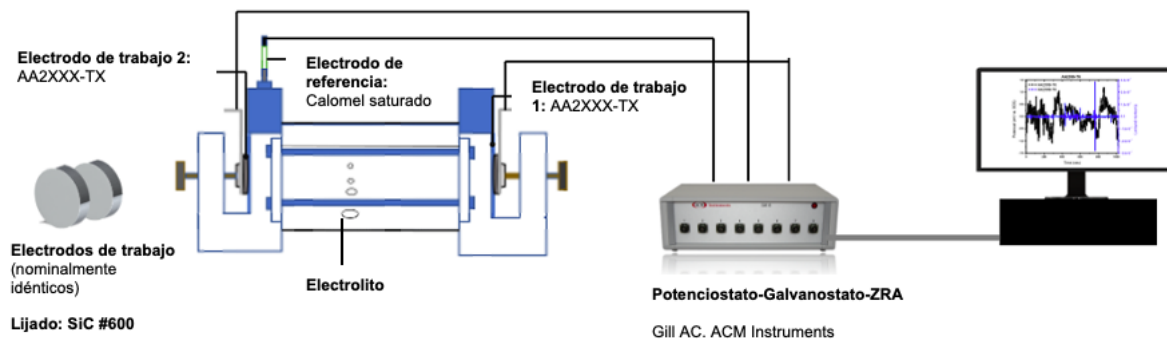 Electrodo de trabajo 2:
AA2XXX-TX
Electrodo de
referencia:
Calomel saturado
Electrodo de trabajo
1: AA2XXX-TX
Electrodos de trabajo
(nominalmente
idénticos)
Lijado: SiC #600
Electrolito
Potenciostato-Galvanostato-ZRA
Gill AC. ACM Instruments